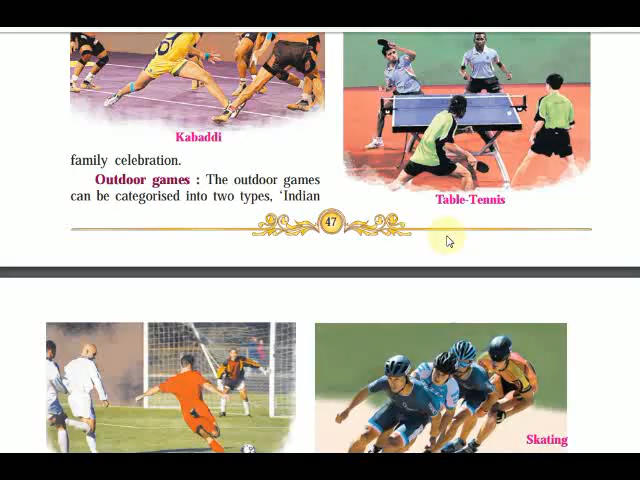 Kabaddi
family celebration.
Outdoor games : The outdoor games
can be categorised into two types, ‘Indian
Table-Tennis
47
Skating